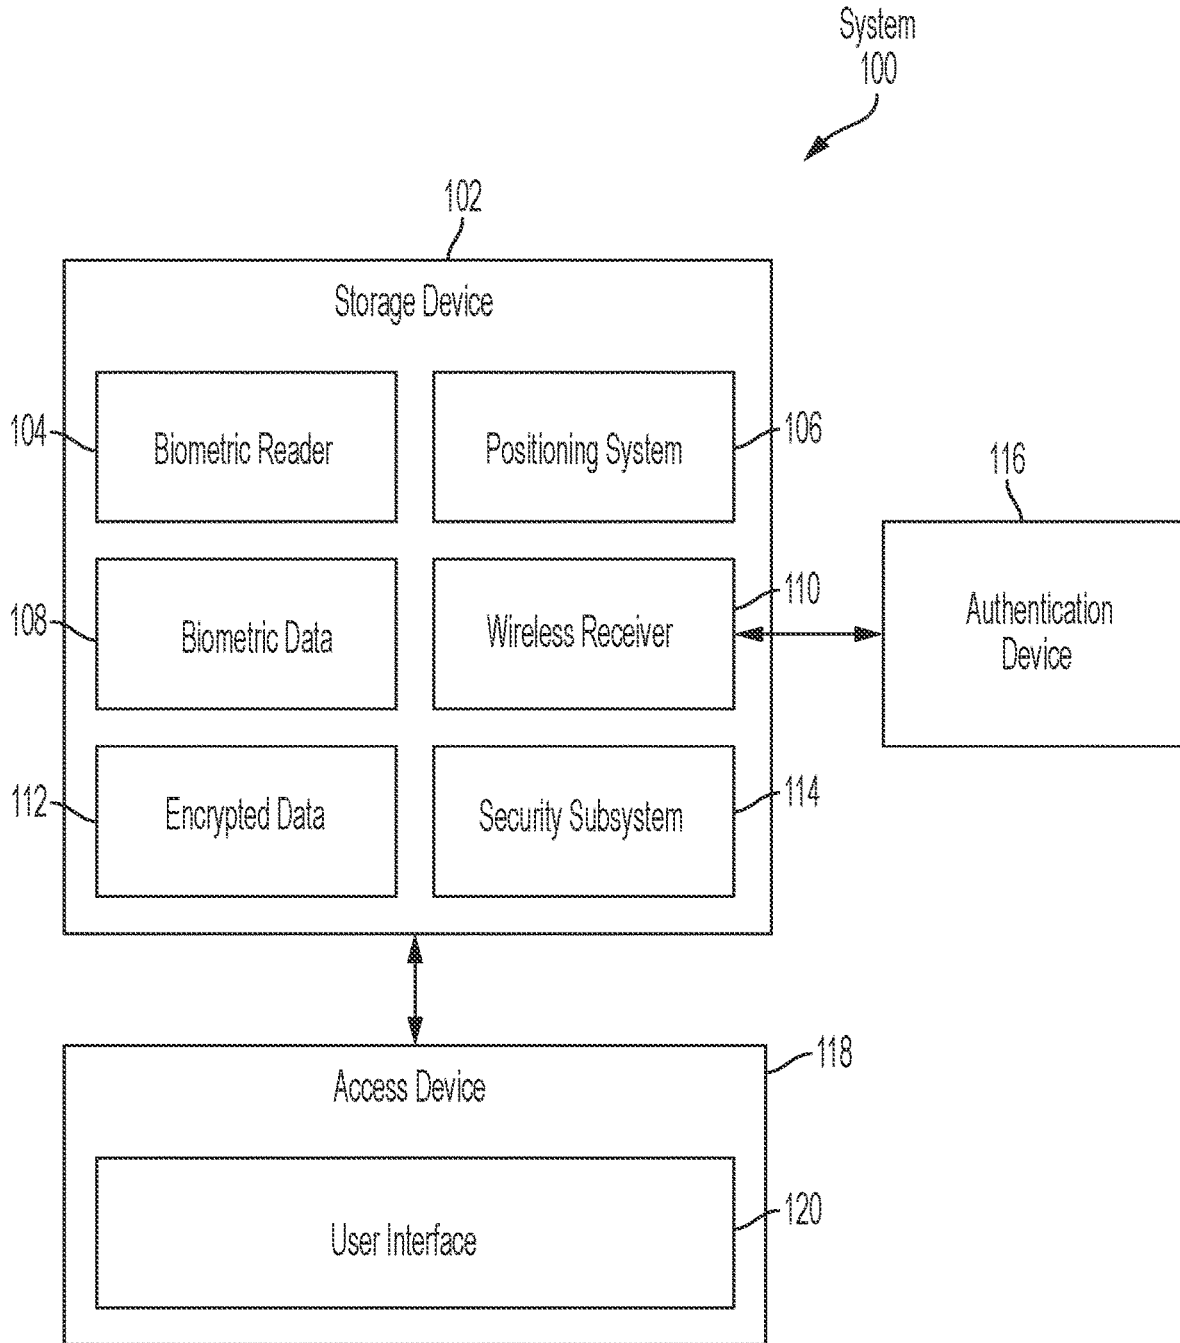 System
100
102
Storage Device
104
Biometric Reader
Positioning System
106
116
108
Biometric Data
Wireless Receiver
110
Authentication
Device
112
Encrypted Data
Security Subsystem
114
118
Access Device
User Interface
120